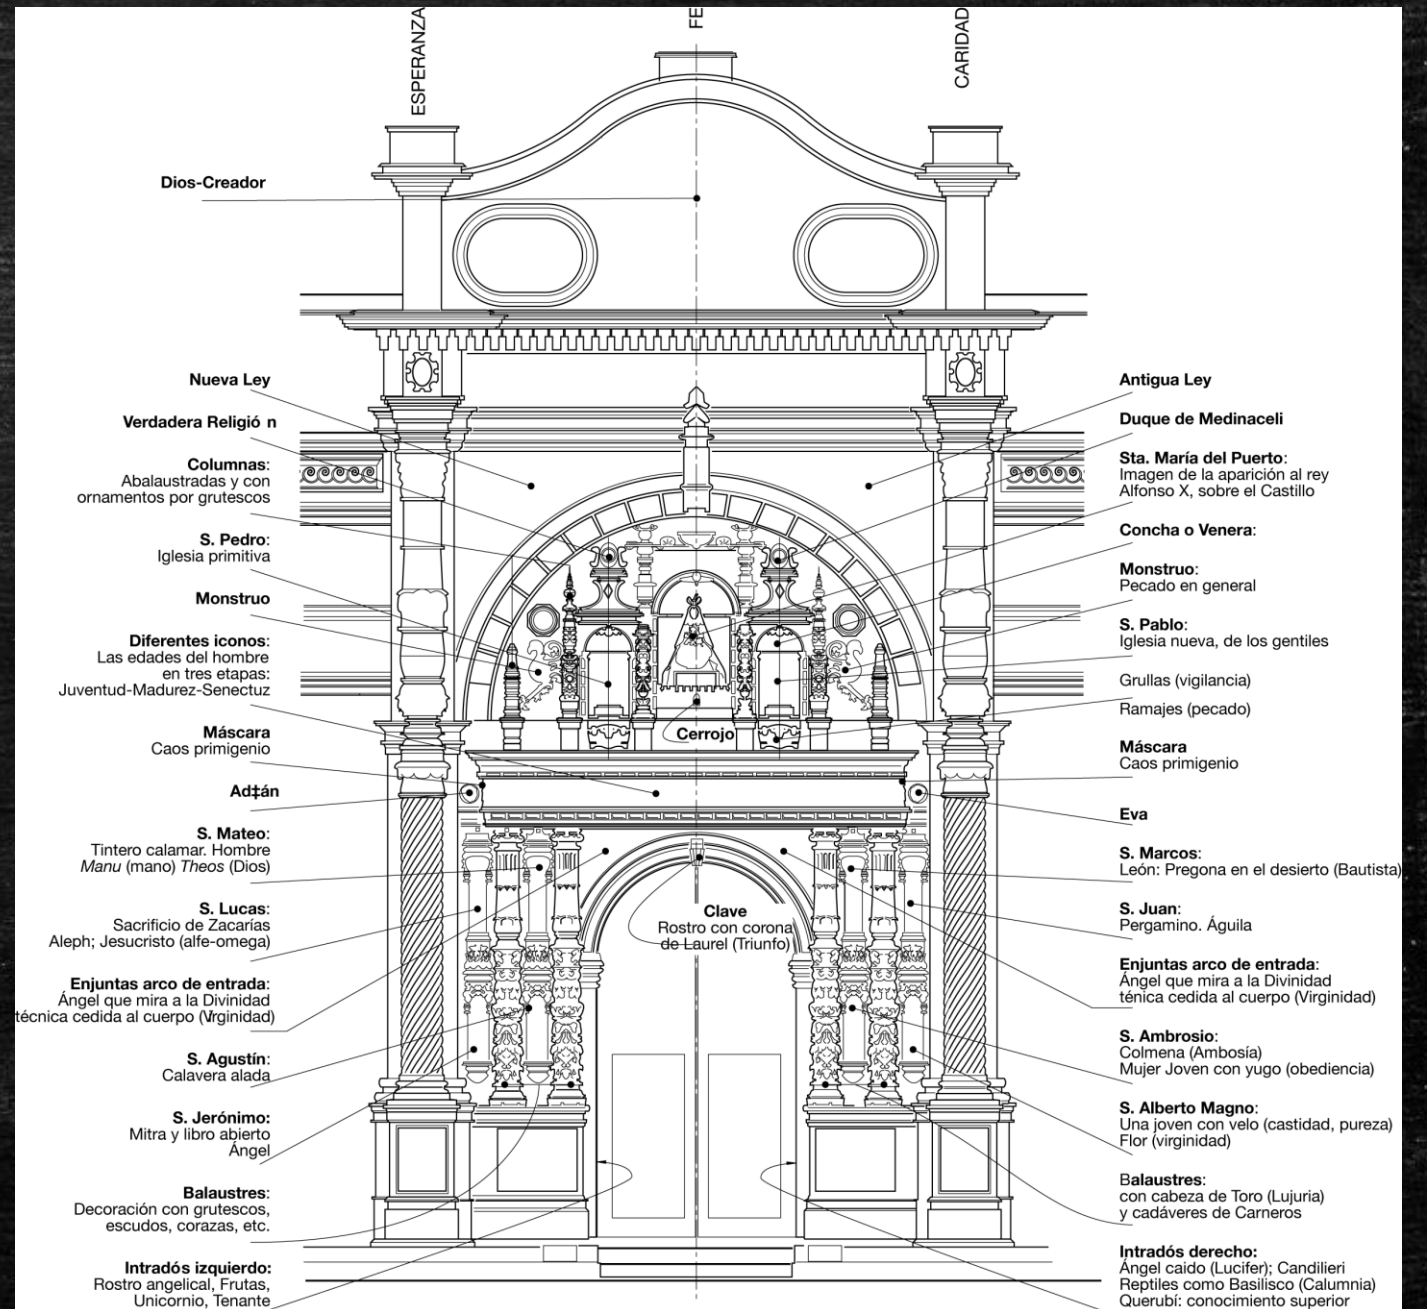 ESPERANZA
FE
CARIDAD
Dios-Creador
Nueva Ley
Verdadera Religió n
Columnas:
Abalaustradas y con
ornamentos por grutescos
S. Pedro:
Iglesia primitiva
Monstruo
Diferentes iconos:
Las edades del hombre
en tres etapas:
Juventud-Madurez-Senectuz
Máscara
Caos primigenio
Ad‡án
S. Mateo:
Tintero calamar. Hombre
Manu (mano) Theos (Dios)
S. Lucas:
Sacrificio de Zacarías
Aleph; Jesucristo (alfe-omega)
Enjuntas arco de entrada:
Ángel que mira a la Divinidad
técnica cedida al cuerpo (Virginidad)
S. Agustín:
Calavera alada
S. Jerónimo:
Mitra y libro abierto
Ángel
Balaustres:
Decoración con grutescos,
escudos, corazas, etc.
Intradós izquierdo:
Rostro angelical, Frutas,
Unicornio, Tenante
Cerrojo
Clave
Rostro con corona
de Laurel (Triunfo)
Antigua Ley
Duque de Medinaceli
Sta. María del Puerto:
Imagen de la aparición al rey
Alfonso X, sobre el Castillo
Concha o Venera:
Monstruo:
Pecado en general
S. Pablo:
Iglesia nueva, de los gentiles
Grullas (vigilancia)
Ramajes (pecado)
Máscara
Caos primigenio
Eva
S. Marcos:
León: Pregona en el desierto (Bautista)
S. Juan:
Pergamino. Águila
Enjuntas arco de entrada:
Ángel que mira a la Divinidad
ténica cedida al cuerpo (Virginidad)
S. Ambrosio:
Colmena (Ambosía)
Mujer Joven con yugo (obediencia)
S. Alberto Magno:
Una joven con velo (castidad, pureza)
Flor (virginidad)
Balaustres:
con cabeza de Toro (Lujuria)
y cadáveres de Carneros
Intradós derecho:
Ángel caido (Lucifer); Candilieri
Reptiles como Basilisco (Calumnia)
Querubí: conocimiento superior